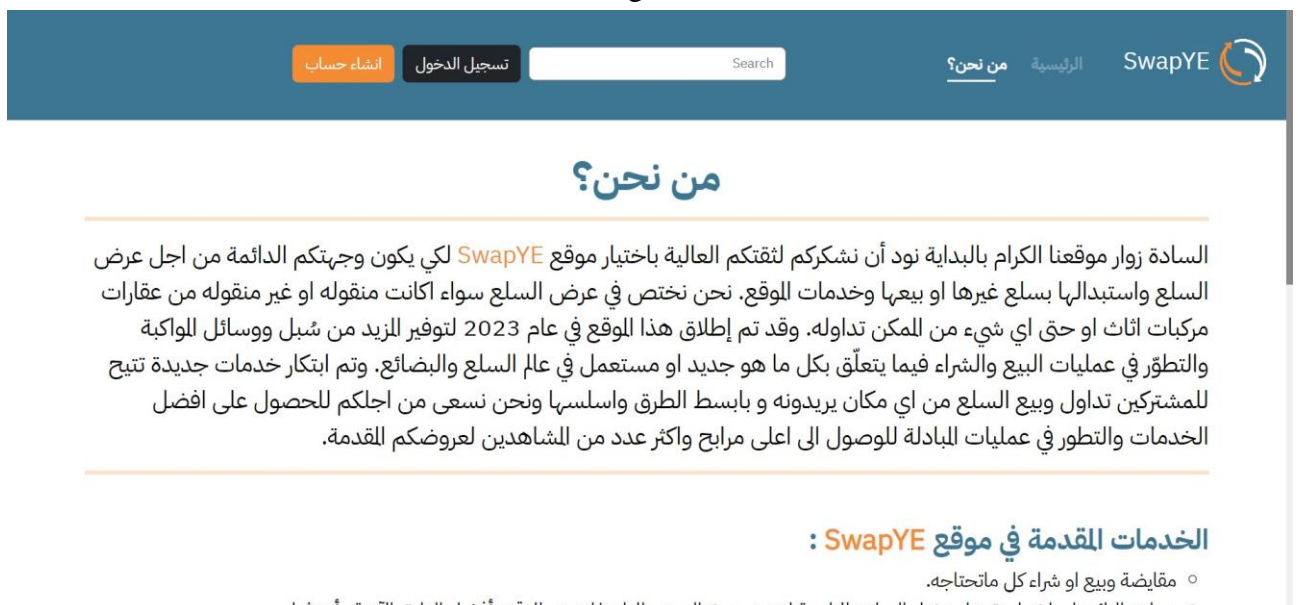 SwapYE الرئيسية من نحن؟ Search تسجيل الدخول انشاء حساب
من نحن؟
السادة زوار موقعنا الكرام بالبداية نود أن نشكركم لثقتكم العالية باختيار موقع SwapYE لكي يكون وجهتكم الدائمة من اجل عرض
السلع واستبدالها بسلع غيرها او بيعها وخدمات الموقع. نحن نختص في عرض السلع سواء اكانت منقوله او غير منقوله من عقارات
مركبات اثاث او حتى اي شيء من الممكن تداوله. وقد تم إطلاق هذا الموقع في عام 2023 لتوفير المزيد من سُبل ووسائل المواكبة
والتطوّر في عمليات البيع والشراء فيما يتعلّق بكل ما هو جديد او مستعمل في عالم السلع والبضائع. وتم ابتكار خدمات جديدة تتيح
للمشتركين تداول وبيع السلع من اي مكان يريدونه و بابسط الطرق واسلسها ونحن نسعى من اجلكم للحصول على افضل
الخدمات والتطور في عمليات المبادلة للوصول الى اعلى مرابح واكثر عدد من المشاهدين لعروضكم المقدمة.
الخدمات المقدمة في موقع SwapYE :
○ مقايضة وبيع او شراء كل ماتحتاجه.